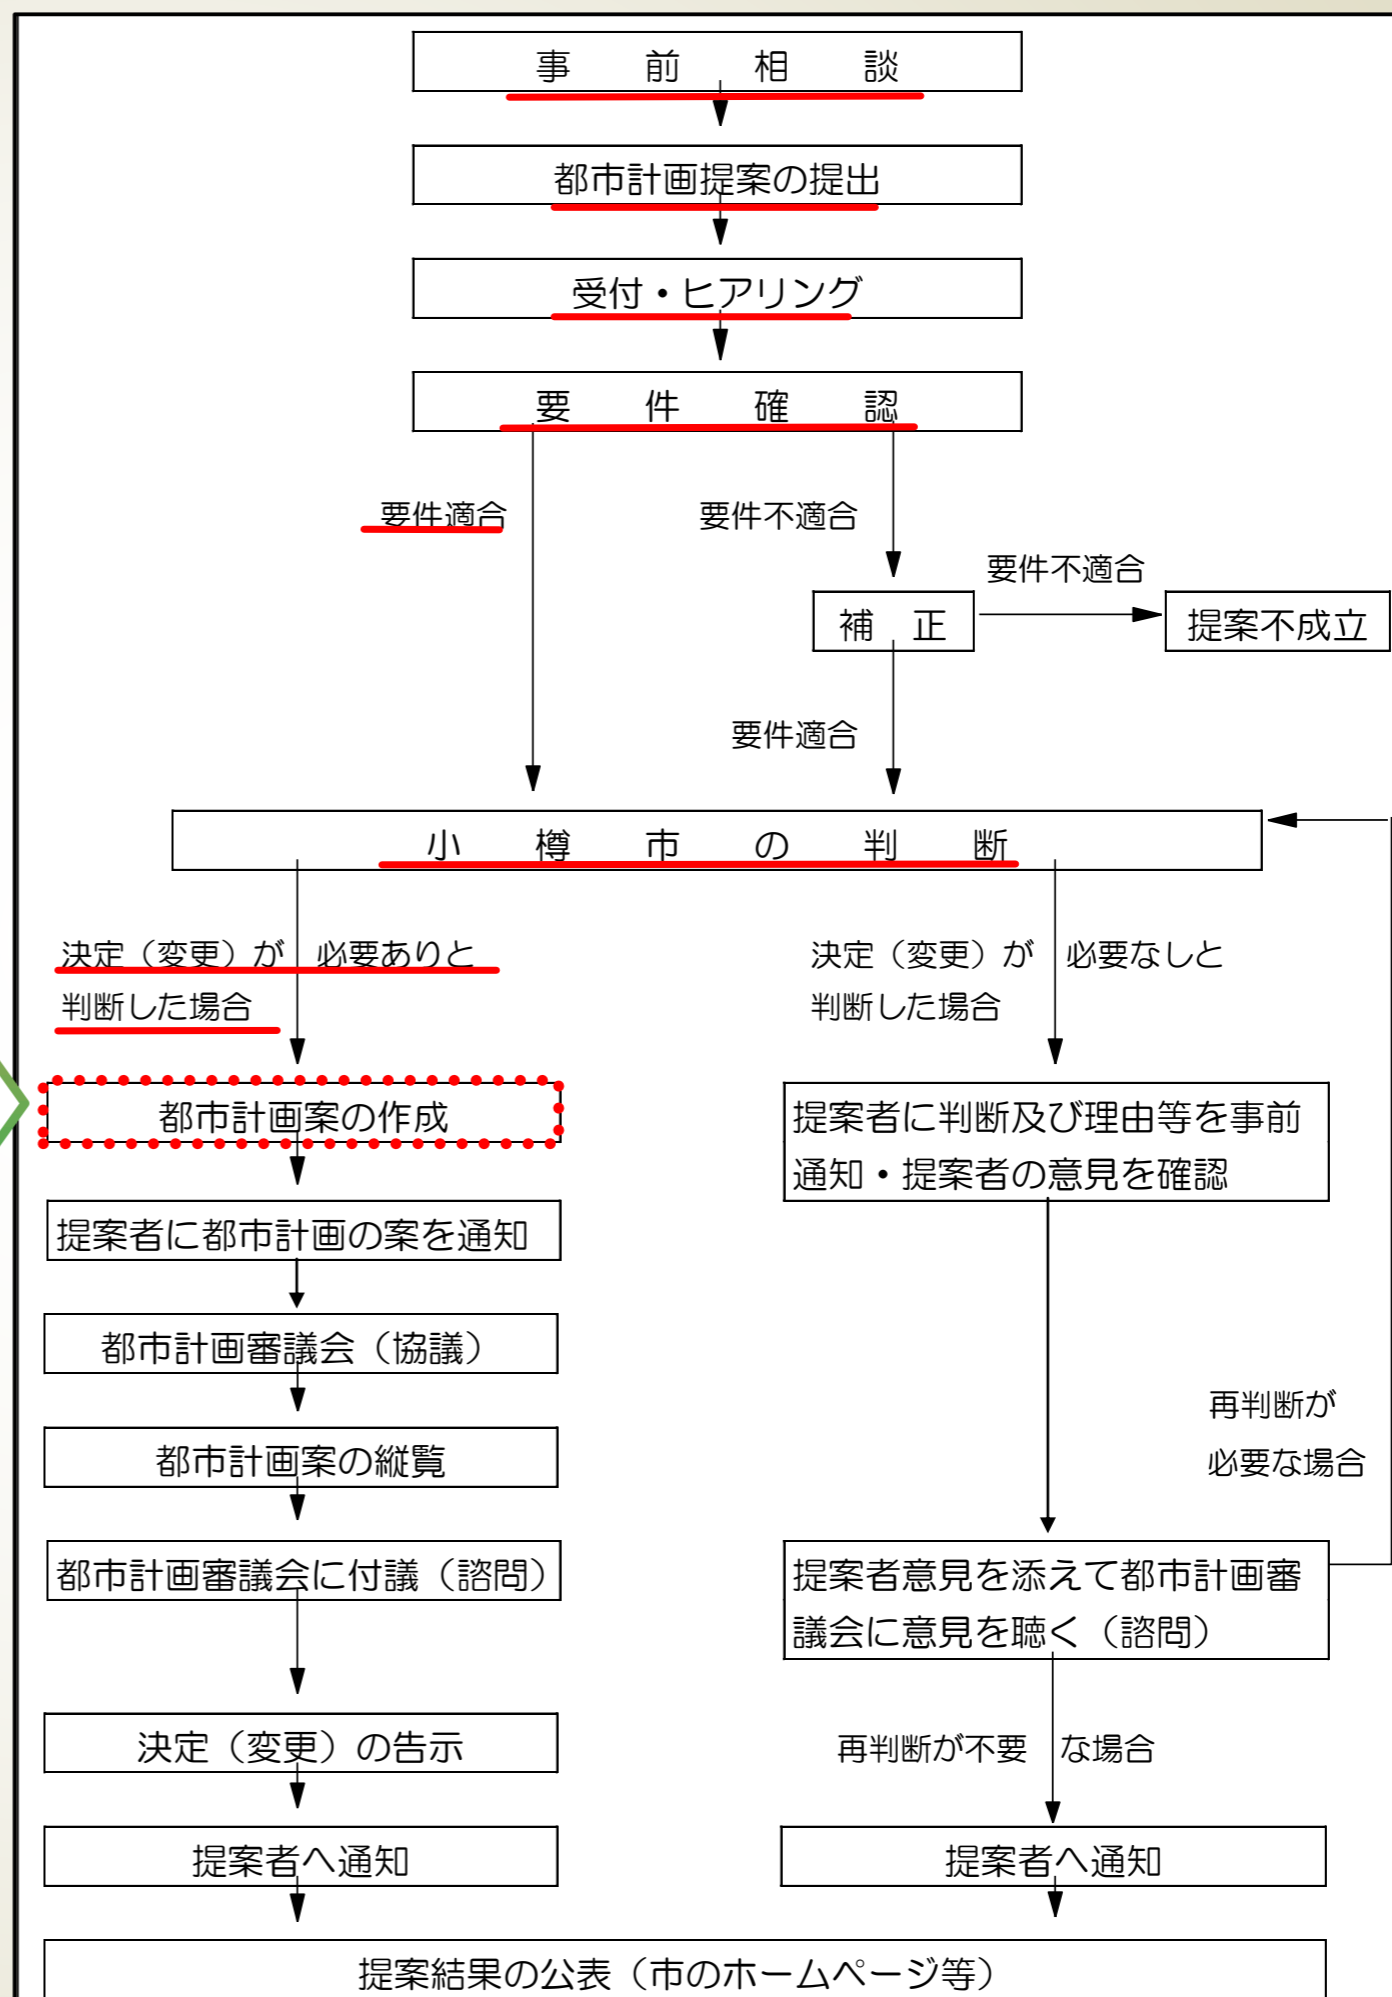 事前相談
都市計画提案の提出
受付・ヒアリング
要件確認
要件適合
要件不適合
要件不適合
補正
提案不成立
要件適合
小樽市の判断
決定（変更）が必要ありと
判断した場合
決定（変更）が必要なしと
判断した場合
都市計画案の作成
提案者に判断及び理由等を事前
通知・提案者の意見を確認
提案者に都市計画の案を通知
都市計画審議会（協議）
再判断が
必要な場合
都市計画案の縦覧
都市計画審議会に付議（諮問）
提案者意見を添えて都市計画審
議会に意見を聴く（諮問）
決定（変更）の告示
再判断が不要な場合
提案者へ通知
提案者へ通知
提案結果の公表（市のホームページ等）